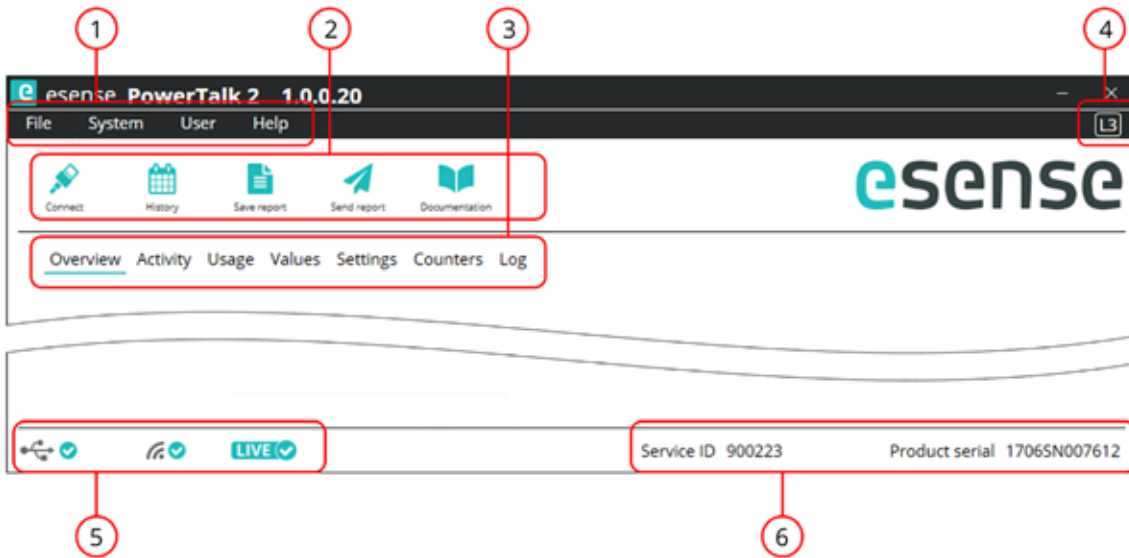 1 2 3 4
esense PowerTalk 2 1.0.0.20
File System User Help L3
esense
Connect History Save report Send report Documentation
Overview Activity Usage Values Settings Counters Log
LIVE Service ID 900223 Product serial 1706SN007612
5 6